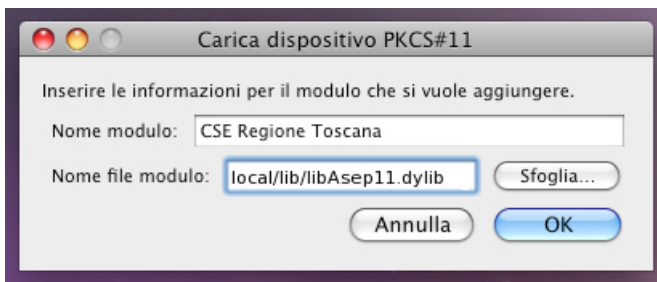 Carica dispositivo PKCS#11
Inserire le informazioni per il modulo che si vuole aggiungere.
Nome modulo: CSE Regione Toscana
Nome file modulo: local/lib/libAsep11.dylib Sfoglia...
Annulla OK